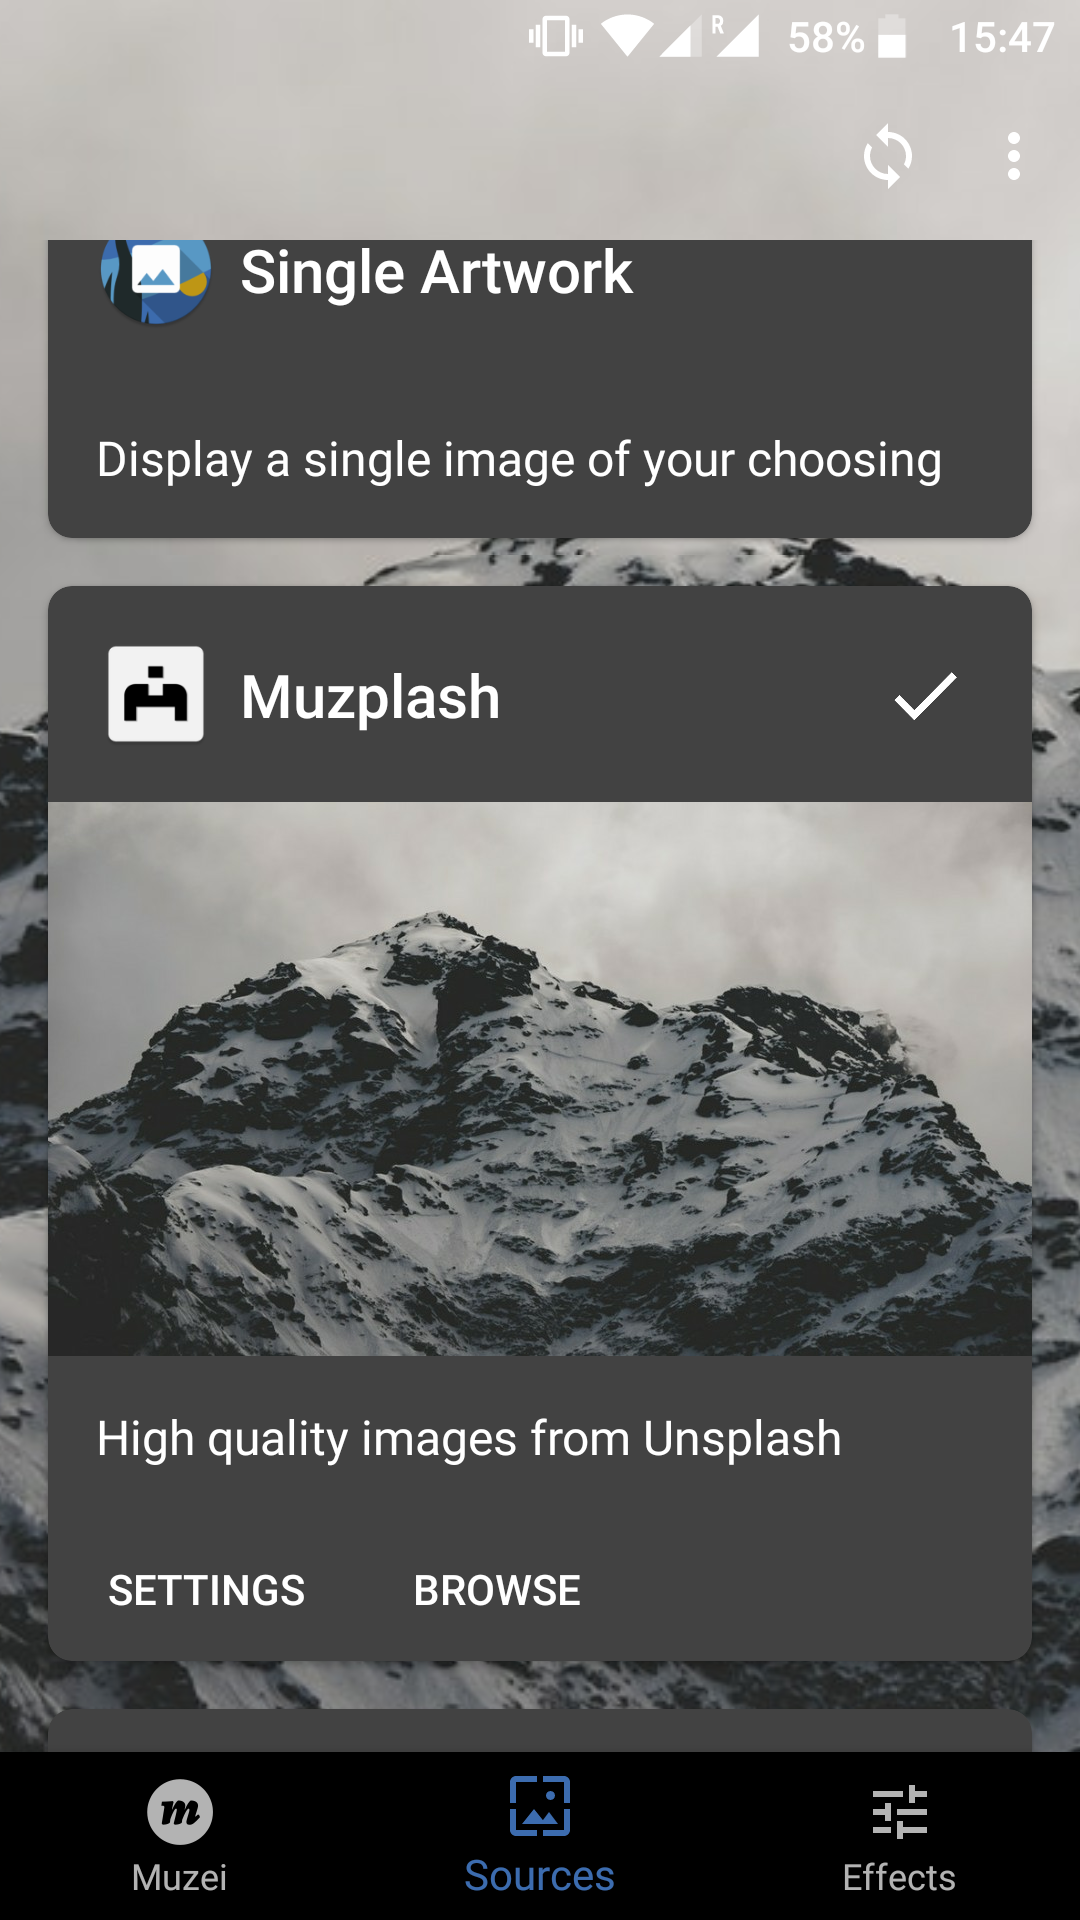 R 58% 15:47
Single Artwork
Display a single image of your choosing
Muzplash
High quality images from Unsplash
SETTINGS BROWSE
m
Muzei Sources Effects